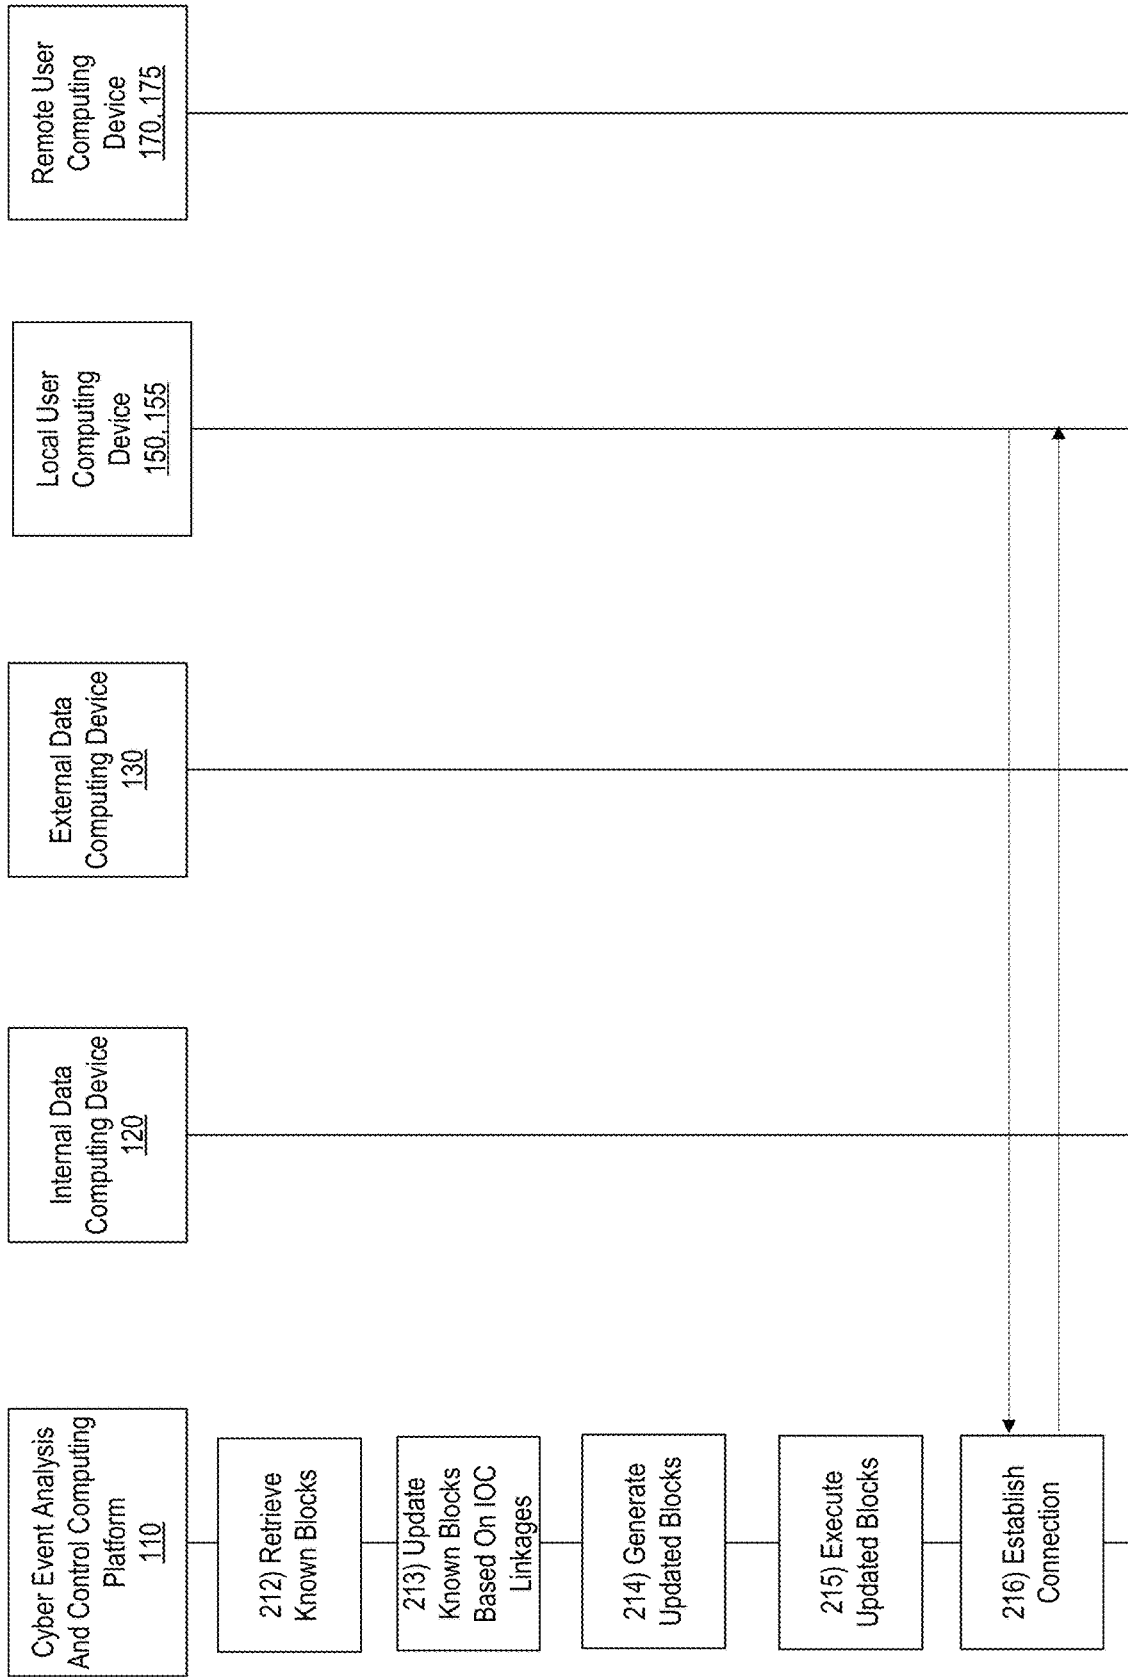 Cyber Event Analysis
And Control Computing
Platform
110
Internal Data
Computing Device
120
External Data
Computing Device
130
Local User
Computing
Device
150, 155
Remote User
Computing
Device
170, 175
212) Retrieve
Known Blocks
213) Update
Known Blocks
Based On IOC
Linkages
214) Generate
Updated Blocks
215) Execute
Updated Blocks
216) Establish
Connection